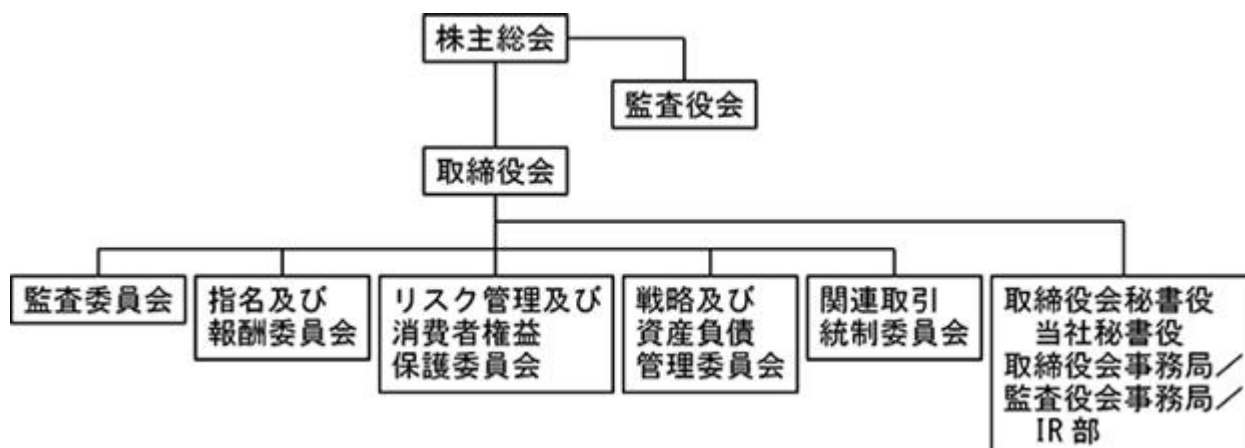 株主総会
監査役会
取締役会
監査委員会
指名及び
報酬委員会
リスク管理及び
消費者権益
保護委員会
戦略及び
資産負債
管理委員会
関連取引
統制委員会
取締役会秘書役
当社秘書役
取締役会事務局／
監査役会事務局／
IR部